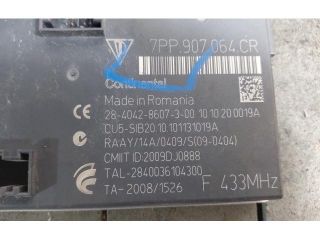 7PP.907.064.CR
Continental
Made in Romania
28-4042-8607-3-00 10 10 20 0019A
CU5-SIB20.10.101131019A
RAAY/14A/0409/S(09-0404)
CMIIT ID:2009DJ0888
TAL-2840036104300
TA-2008/1526 F 433MHz